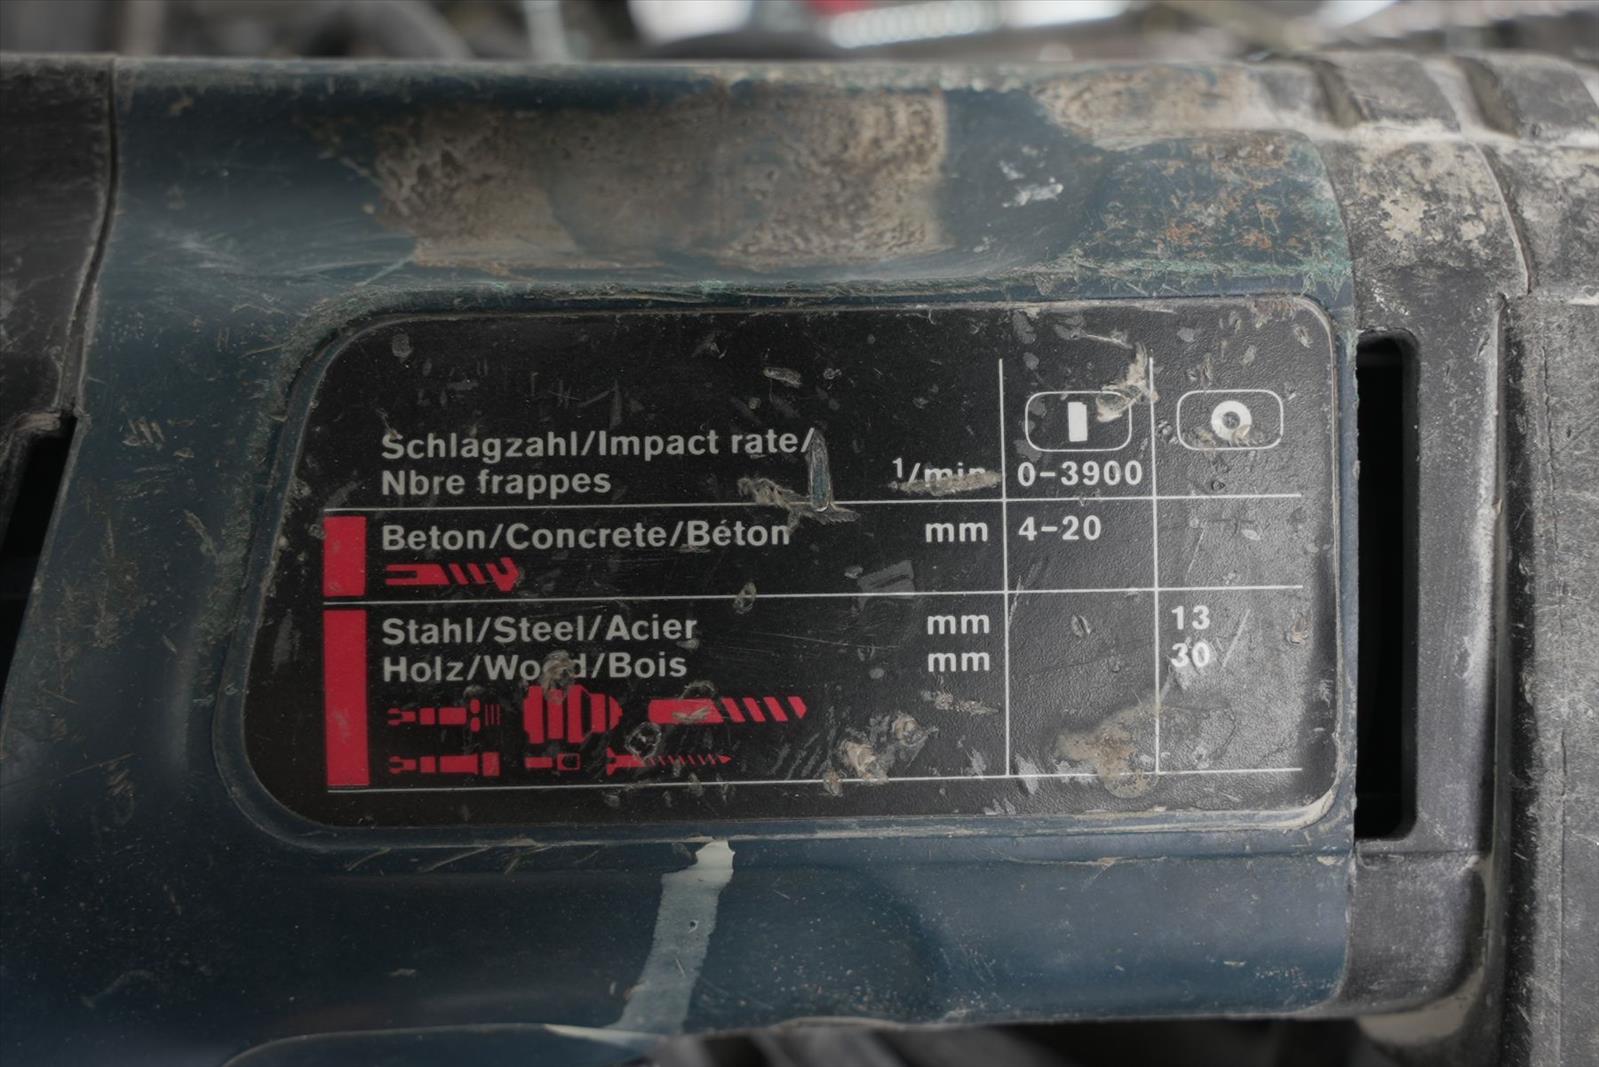 Schlagzahl/Impact rate/
Nbre frappes 1/min 0-3900
Beton/Concrete/Béton mm 4-20
Stahl/Steel/Acier mm 13
Holz/Wood/Bois mm 30